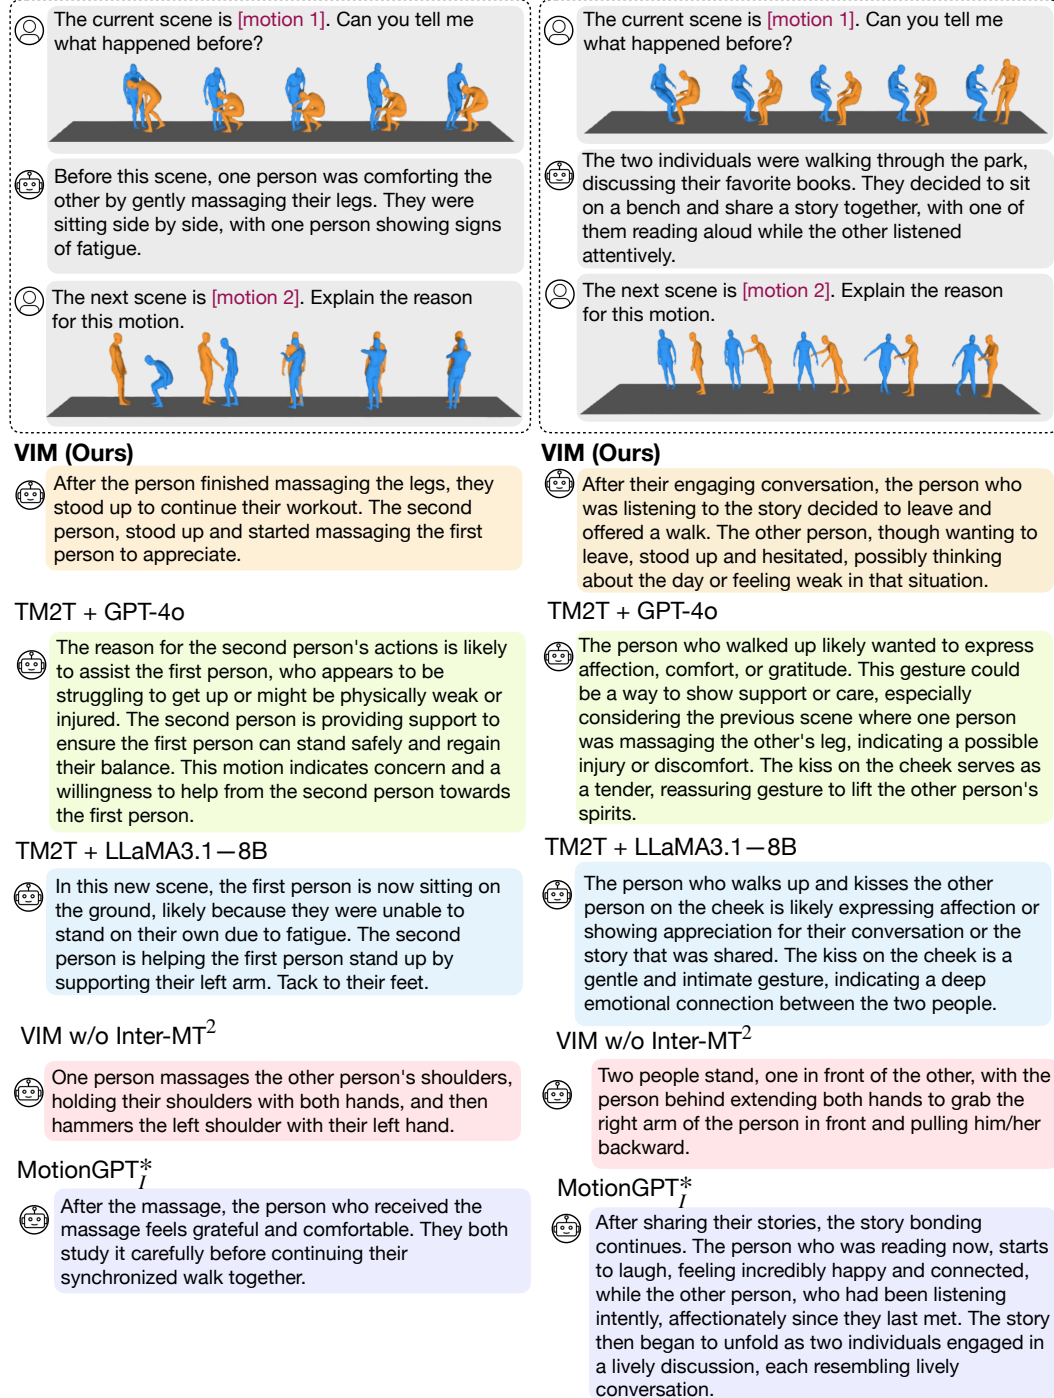 The current scene is [motion 1]. Can you tell me
what happened before?
Before this scene, one person was comforting the
other by gently massaging their legs. They were
sitting side by side, with one person showing signs
of fatigue.
The next scene is [motion 2]. Explain the reason
for this motion.
VIM (Ours)
After the person finished massaging the legs, they
stood up to continue their workout. The second
person, stood up and started massaging the first
person to appreciate.
TM2T + GPT-4o
The reason for the second person's actions is likely
to assist the first person, who appears to be
struggling to get up or might be physically weak or
injured. The second person is providing support to
ensure the first person can stand safely and regain
their balance. This motion indicates concern and a
willingness to help from the second person towards
the first person.
TM2T + LLaMA3.1—8B
In this new scene, the first person is now sitting on
the ground, likely because they were unable to
stand on their own due to fatigue. The second
person is helping the first person stand up by
supporting their left arm. Tack to their feet.
VIM w/o Inter-MT²
One person massages the other person's shoulders,
holding their shoulders with both hands, and then
hammers the left shoulder with their left hand.
MotionGPT*I
After the massage, the person who received the
massage feels grateful and comfortable. They both
study it carefully before continuing their
synchronized walk together.
The current scene is [motion 1]. Can you tell me
what happened before?
The two individuals were walking through the park,
discussing their favorite books. They decided to sit
on a bench and share a story together, with one of
them reading aloud while the other listened
attentively.
The next scene is [motion 2]. Explain the reason
for this motion.
VIM (Ours)
After their engaging conversation, the person who
was listening to the story decided to leave and
offered a walk. The other person, though wanting to
leave, stood up and hesitated, possibly thinking
about the day or feeling weak in that situation.
TM2T + GPT-4o
The person who walked up likely wanted to express
affection, comfort, or gratitude. This gesture could
be a way to show support or care, especially
considering the previous scene where one person
was massaging the other's leg, indicating a possible
injury or discomfort. The kiss on the cheek serves as
a tender, reassuring gesture to lift the other person's
spirits.
TM2T + LLaMA3.1—8B
The person who walks up and kisses the other
person on the cheek is likely expressing affection or
showing appreciation for their conversation or the
story that was shared. The kiss on the cheek is a
gentle and intimate gesture, indicating a deep
emotional connection between the two people.
VIM w/o Inter-MT²
Two people stand, one in front of the other, with the
person behind extending both hands to grab the
right arm of the person in front and pulling him/her
backward.
MotionGPT*I
After sharing their stories, the story bonding
continues. The person who was reading now, starts
to laugh, feeling incredibly happy and connected,
while the other person, who had been listening
intently, affectionately since they last met. The story
then began to unfold as two individuals engaged in
a lively discussion, each resembling lively
conversation.